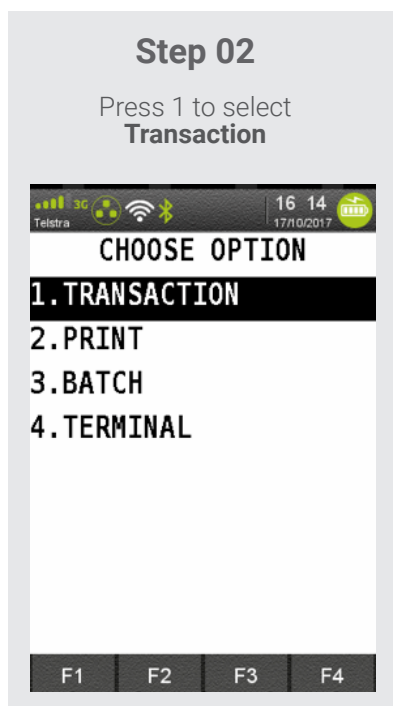 Step 02
Press 1 to select
Transaction
3G
16 14
Telstra
17/10/2017
CHOOSE OPTION
1.TRANSACTION
2.PRINT
3.BATCH
4.TERMINAL
F1 F2 F3 F4